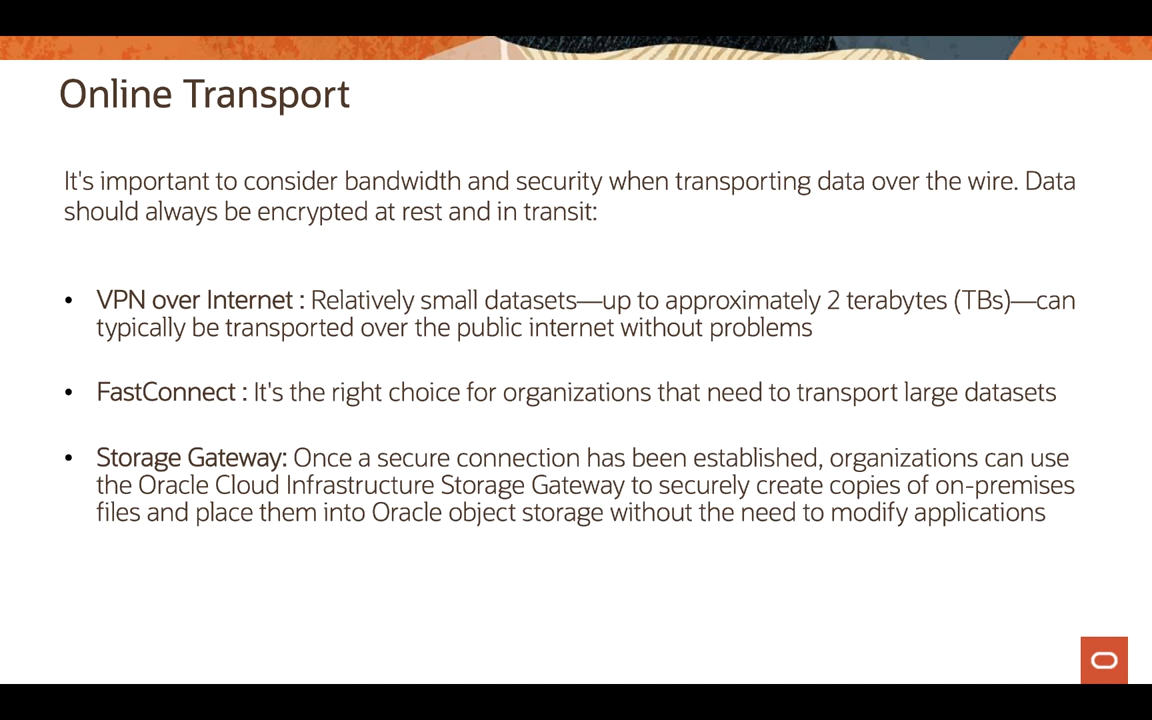 Online Transport
It's important to consider bandwidth and security when transporting data over the wire. Data
should always be encrypted at rest and in transit:
• VPN over Internet : Relatively small datasets—up to approximately 2 terabytes (TBs)—can
typically be transported over the public internet without problems
• FastConnect : It's the right choice for organizations that need to transport large datasets
• Storage Gateway: Once a secure connection has been established, organizations can use
the Oracle Cloud Infrastructure Storage Gateway to securely create copies of on-premises
files and place them into Oracle object storage without the need to modify applications